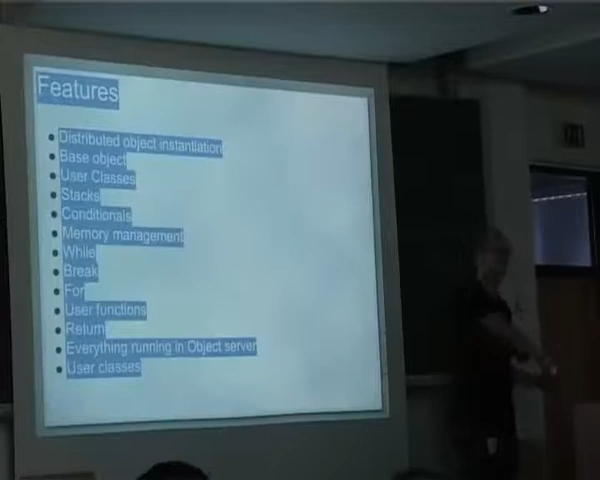 Features
Distributed object instantiation
Base object
User Classes
Stacks
Conditionals
Memory management
While
Break
For
User functions
Return
Everything running in Object server
User classes